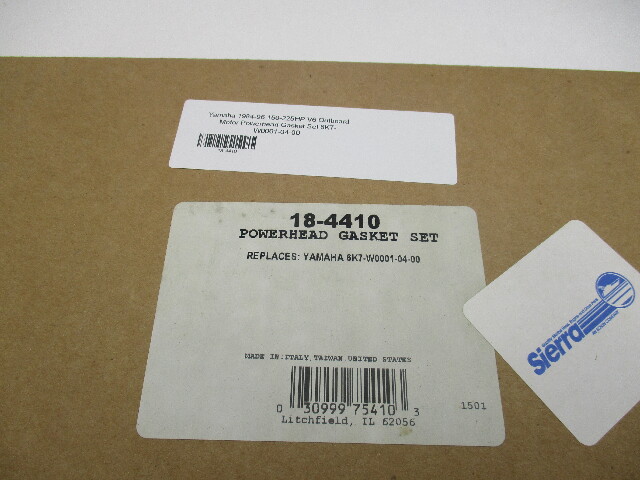 Yamaha 1984-96 150-225HP V6 Outboard
Motor Powerhead Gasket Set 6K7-
W0001-04-00
18-4410
18-4410
POWERHEAD GASKET SET
REPLACES: YAMAHA 6K7-W0001-04-00
MADE IN:ITALY,TAIWAN,UNITED STATES
0 30999 75410 3
Litchfield, IL 62056
1501
Sierra